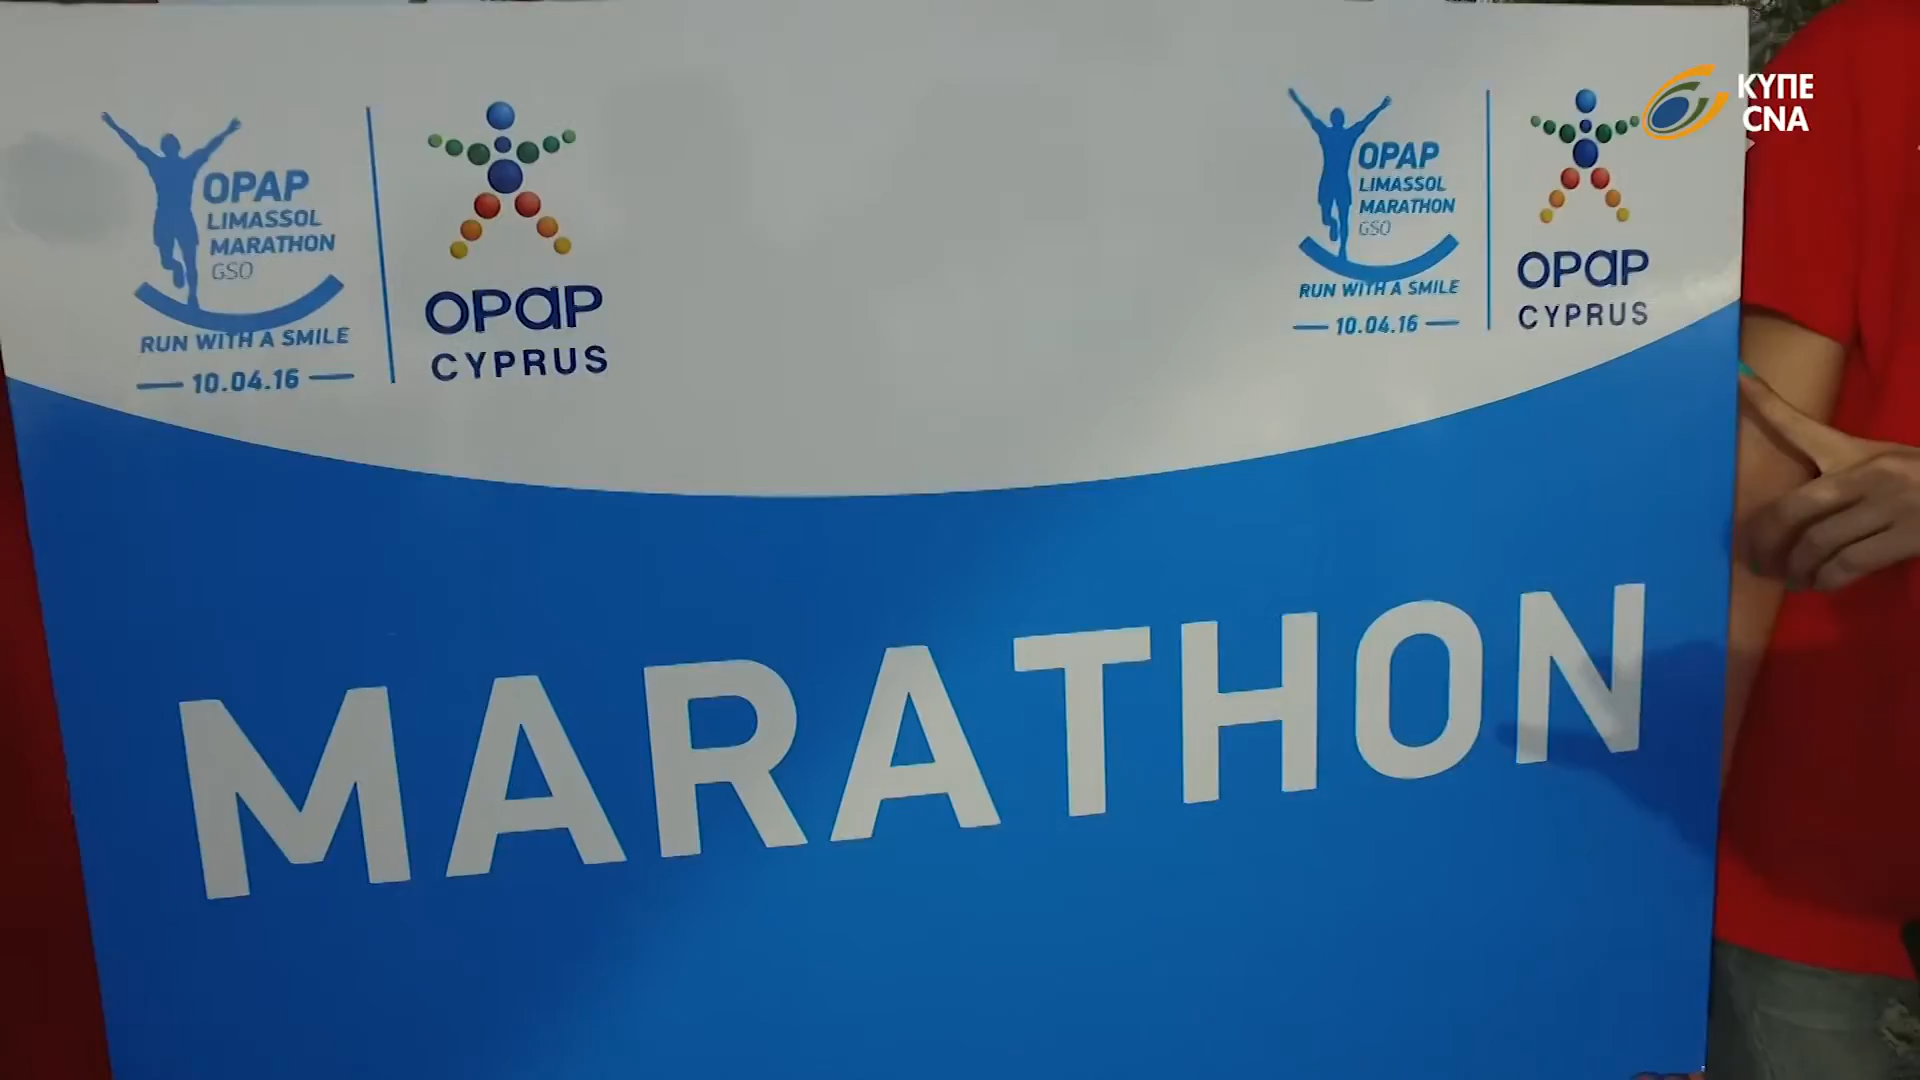 OPAP
LIMASSOL
MARATHON
GSO
RUN WITH A SMILE
10.04.16
OPAP
CYPRUS
OPAP
LIMASSOL
MARATHON
GSO
RUN WITH A SMILE
10.04.16
OPAP
CYPRUS
ΚΥΠΕ
CNA
MARATHON